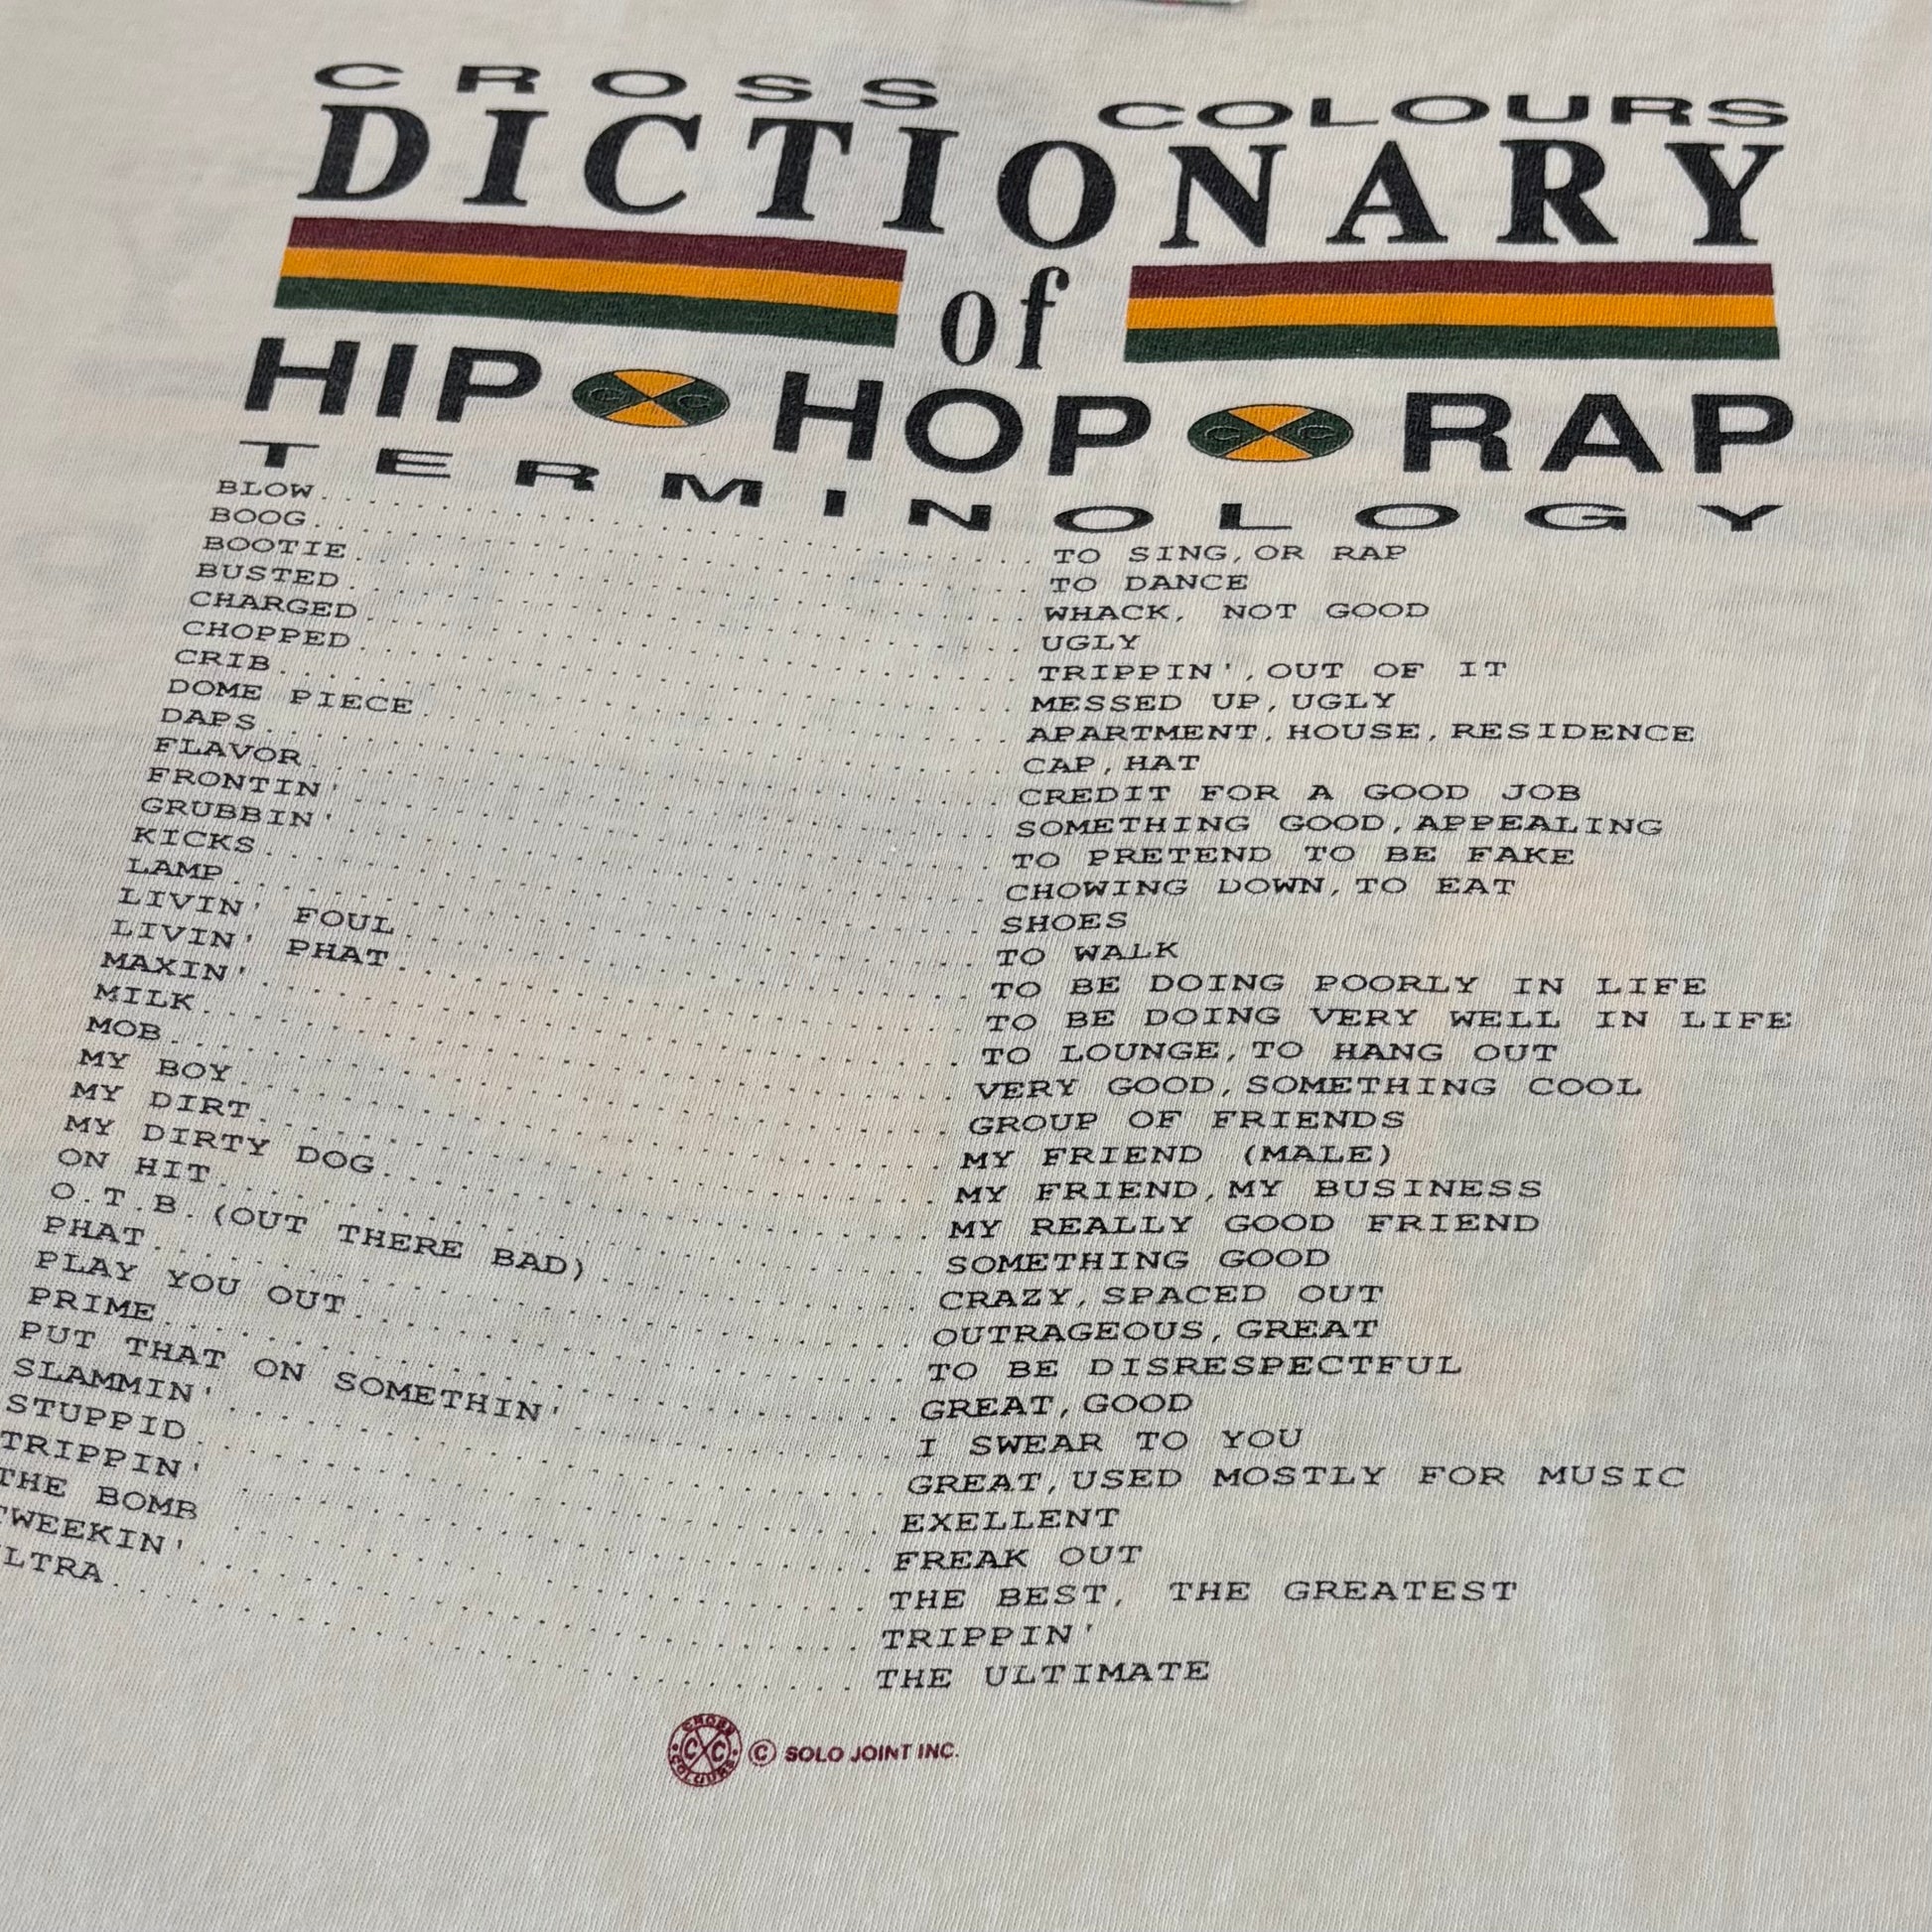 CROSS COLOURS
DICTIONARY
of
HIP HOP RAP
TERMINOLOGY
BLOW..........TO SING,OR RAP
BOOG..........TO DANCE
BOOTIE..........WHACK, NOT GOOD
BUSTED..........UGLY
CHARGED..........TRIPPIN',OUT OF IT
CHOPPED..........MESSED UP,UGLY
CRIB..........APARTMENT,HOUSE,RESIDENCE
DOME PIECE..........CAP,HAT
DAPS..........CREDIT FOR A GOOD JOB
FLAVOR..........SOMETHING GOOD,APPEALING
FRONTIN'..........TO PRETEND TO BE FAKE
GRUBBIN'..........CHOWING DOWN,TO EAT
KICKS..........SHOES
LAMP..........TO WALK
LIVIN' FOUL..........TO BE DOING POORLY IN LIFE
LIVIN' PHAT..........TO BE DOING VERY WELL IN LIFE
MAXIN'..........TO LOUNGE,TO HANG OUT
MILK..........VERY GOOD,SOMETHING COOL
MOB..........GROUP OF FRIENDS
MY BOY..........MY FRIEND (MALE)
MY DIRT..........MY FRIEND,MY BUSINESS
MY DIRTY DOG..........MY REALLY GOOD FRIEND
ON HIT..........SOMETHING GOOD
O.T.B.(OUT THERE BAD)..........CRAZY,SPACED OUT
PHAT..........OUTRAGEOUS,GREAT
PLAY YOU OUT..........TO BE DISRESPECTFUL
PRIME..........GREAT,GOOD
PUT THAT ON SOMETHIN'..........I SWEAR TO YOU
SLAMMIN'..........GREAT,USED MOSTLY FOR MUSIC
STUPPID..........EXELLENT
TRIPPIN'..........FREAK OUT
THE BOMB..........THE BEST, THE GREATEST
TWEEKIN'..........TRIPPIN'
LTRA..........THE ULTIMATE
CROSS COLOURS CC © SOLO JOINT INC.